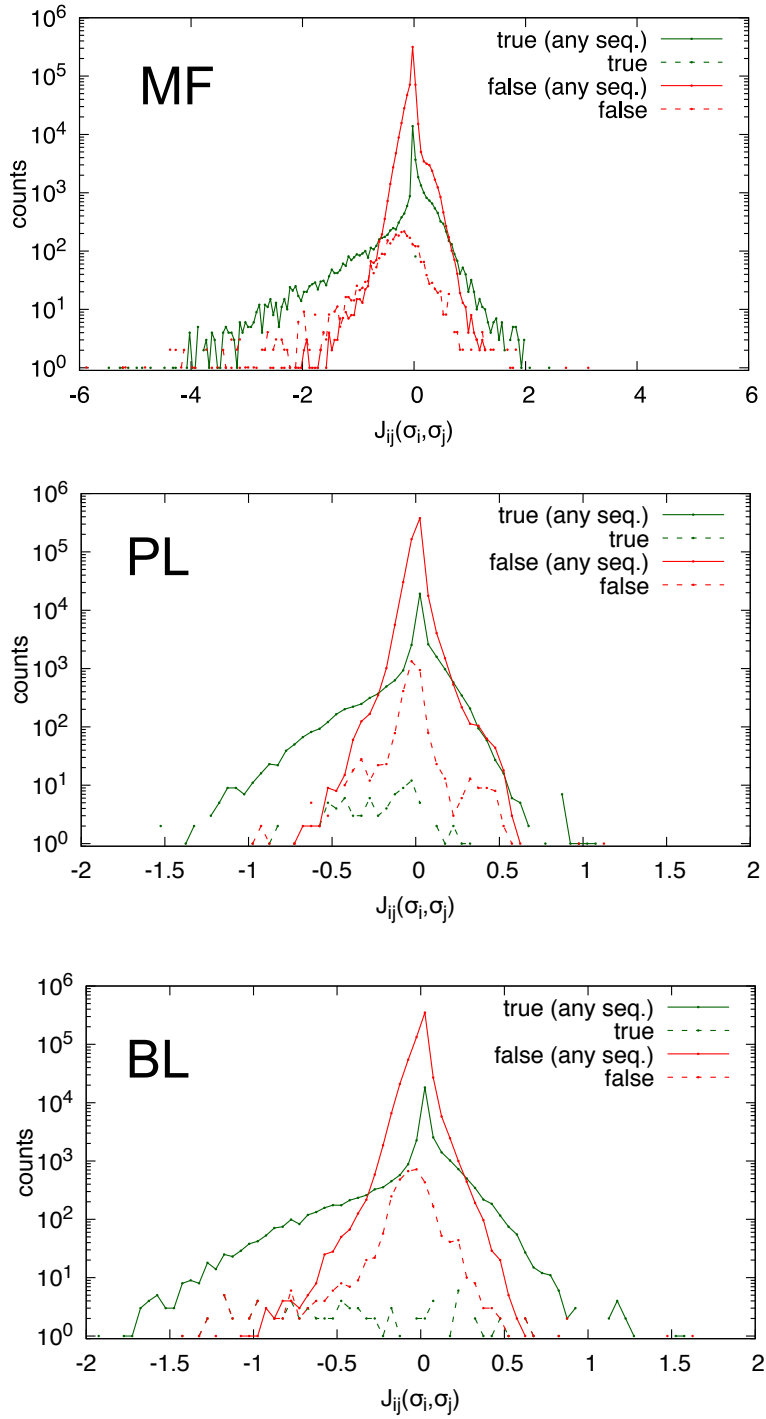 MF
true (any seq.)
true
false (any seq.)
false
counts
10^6
10^5
10^4
10^3
10^2
10^1
10^0
-6 -4 -2 0 2 4 6
J_ij(σ_i,σ_j)
PL
true (any seq.)
true
false (any seq.)
false
counts
10^6
10^5
10^4
10^3
10^2
10^1
10^0
-2 -1.5 -1 -0.5 0 0.5 1 1.5 2
J_ij(σ_i,σ_j)
BL
true (any seq.)
true
false (any seq.)
false
counts
10^6
10^5
10^4
10^3
10^2
10^1
10^0
-2 -1.5 -1 -0.5 0 0.5 1 1.5 2
J_ij(σ_i,σ_j)